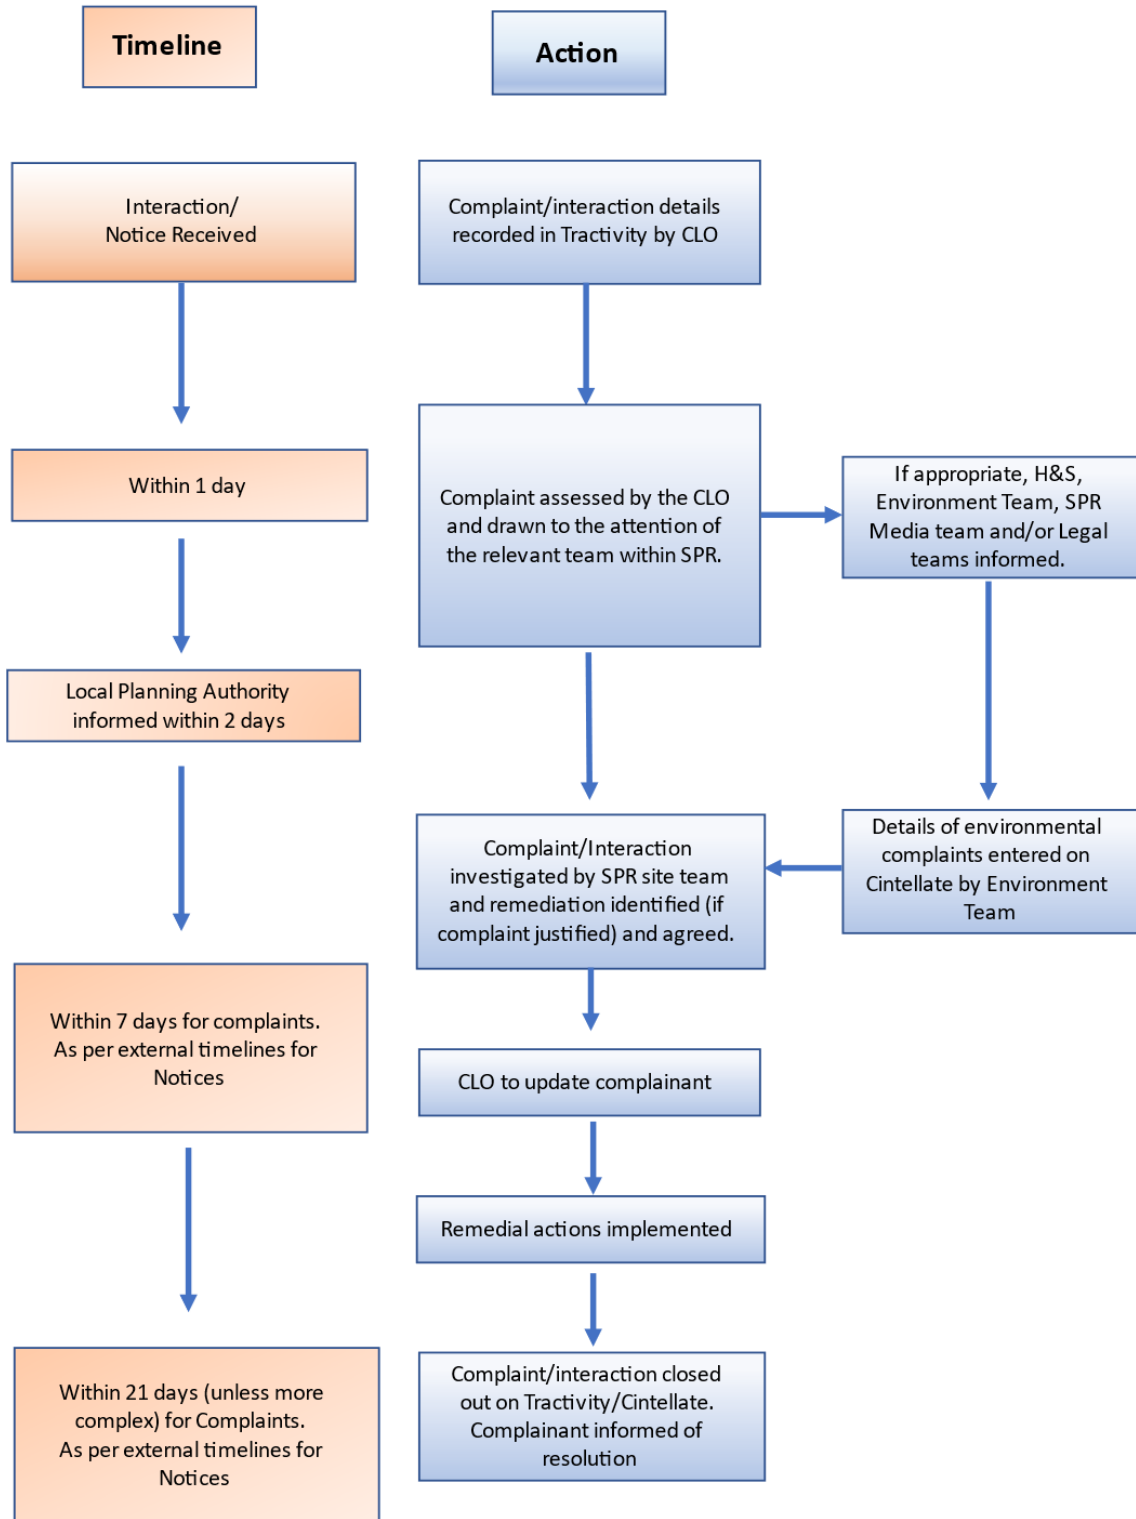 Timeline
Action
Interaction/
Notice Received
Complaint/interaction details
recorded in Tractivity by CLO
Within 1 day
Complaint assessed by the CLO
and drawn to the attention of
the relevant team within SPR.
If appropriate, H&S,
Environment Team, SPR
Media team and/or Legal
teams informed.
Local Planning Authority
informed within 2 days
Complaint/Interaction
investigated by SPR site team
and remediation identified (if
complaint justified) and agreed.
Details of environmental
complaints entered on
Cintellate by Environment
Team
Within 7 days for complaints.
As per external timelines for
Notices
CLO to update complainant
Remedial actions implemented
Within 21 days (unless more
complex) for Complaints.
As per external timelines for
Notices
Complaint/interaction closed
out on Tractivity/Cintellate.
Complainant informed of
resolution